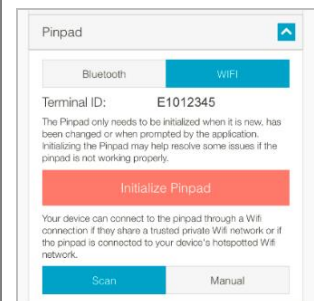 Pinpad
Bluetooth WIFI
Terminal ID: E1012345
The Pinpad only needs to be initialized when it is new, has
been changed or when prompted by the application.
Initializing the Pinpad may help resolve some issues if the
pinpad is not working properly.
Initialize Pinpad
Your device can connect to the pinpad through a Wifi
connection if they share a trusted private Wifi network or if
the pinpad is connected to your device's hotspotted Wifi
network.
Scan Manual